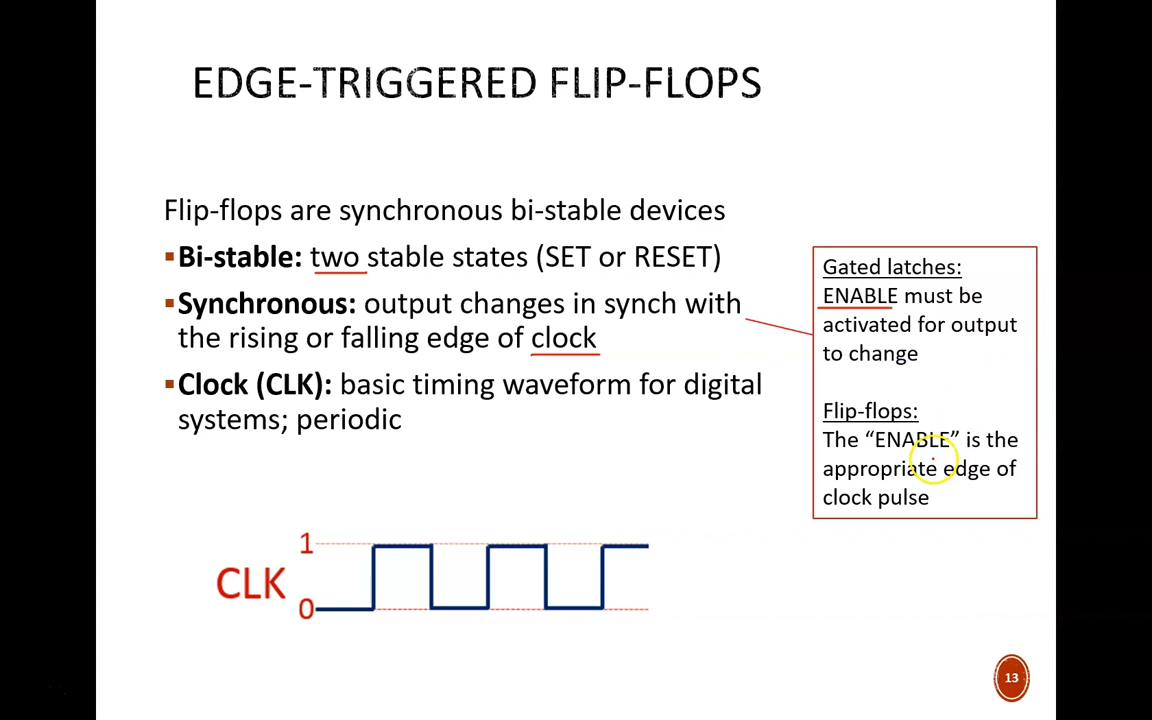 EDGE-TRIGGERED FLIP-FLOPS
Flip-flops are synchronous bi-stable devices
▪Bi-stable: two stable states (SET or RESET)
▪Synchronous: output changes in synch with
the rising or falling edge of clock
▪Clock (CLK): basic timing waveform for digital
systems; periodic
Gated latches:
ENABLE must be
activated for output
to change
Flip-flops:
The “ENABLE” is the
appropriate edge of
clock pulse
1
CLK
0
13